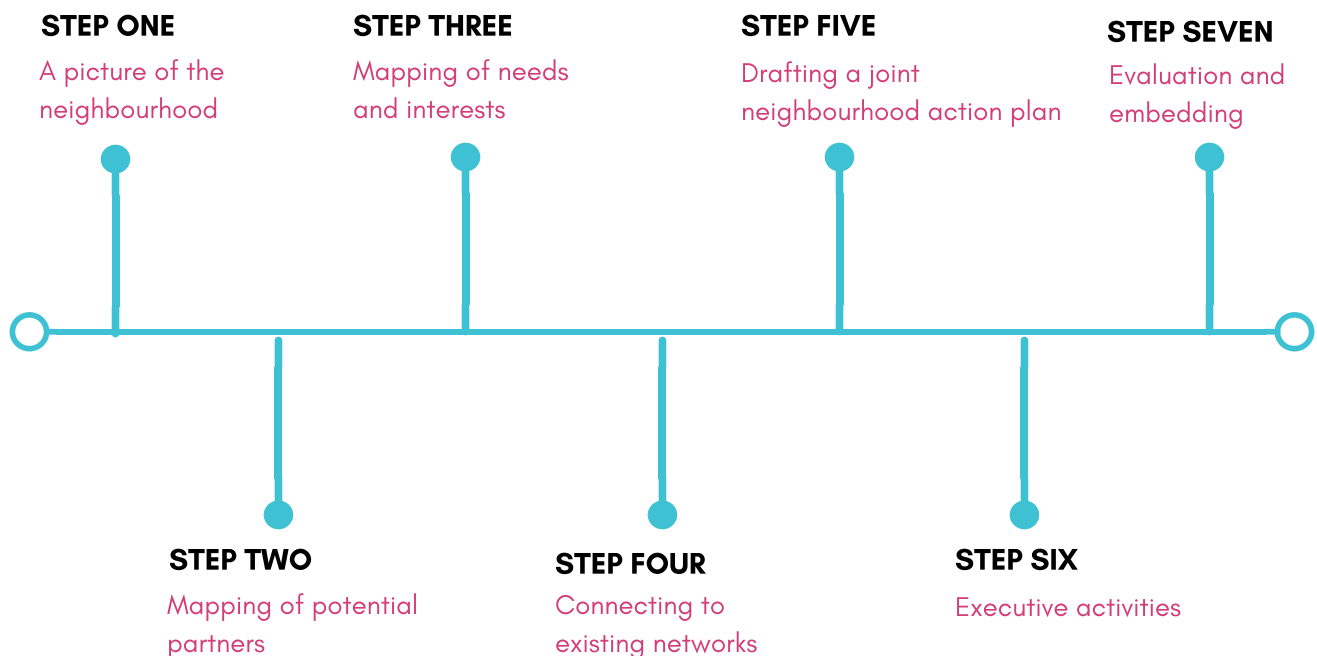 STEP ONE
A picture of the
neighbourhood
STEP TWO
Mapping of potential
partners
STEP THREE
Mapping of needs
and interests
STEP FOUR
Connecting to
existing networks
STEP FIVE
Drafting a joint
neighbourhood action plan
STEP SIX
Executive activities
STEP SEVEN
Evaluation and
embedding